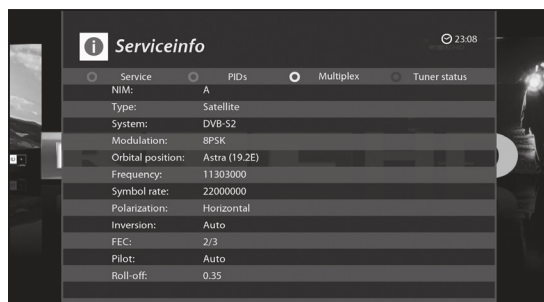 Serviceinfo
23:08
Service PIDs Multiplex Tuner status
NIM: A
Type: Satellite
System: DVB-S2
Modulation: 8PSK
Orbital position: Astra (19.2E)
Frequency: 11303000
Symbol rate: 22000000
Polarization: Horizontal
Inversion: Auto
FEC: 2/3
Pilot: Auto
Roll-off: 0.35